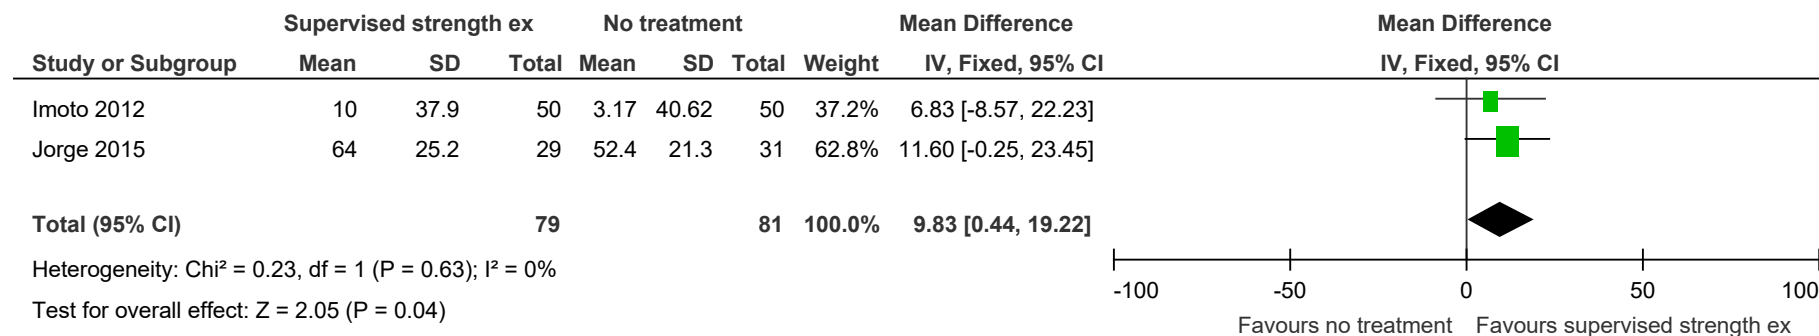 Supervised strength ex No treatment Mean Difference Mean Difference
Study or Subgroup Mean SD Total Mean SD Total Weight IV, Fixed, 95% CI IV, Fixed, 95% CI
Imoto 2012 10 37.9 50 3.17 40.62 50 37.2% 6.83 [-8.57, 22.23]
Jorge 2015 64 25.2 29 52.4 21.3 31 62.8% 11.60 [-0.25, 23.45]
Total (95% CI) 79 81 100.0% 9.83 [0.44, 19.22]
Heterogeneity: Chi² = 0.23, df = 1 (P = 0.63); I² = 0%
-100 -50 0 50 100
Test for overall effect: Z = 2.05 (P = 0.04)
Favours no treatment Favours supervised strength ex